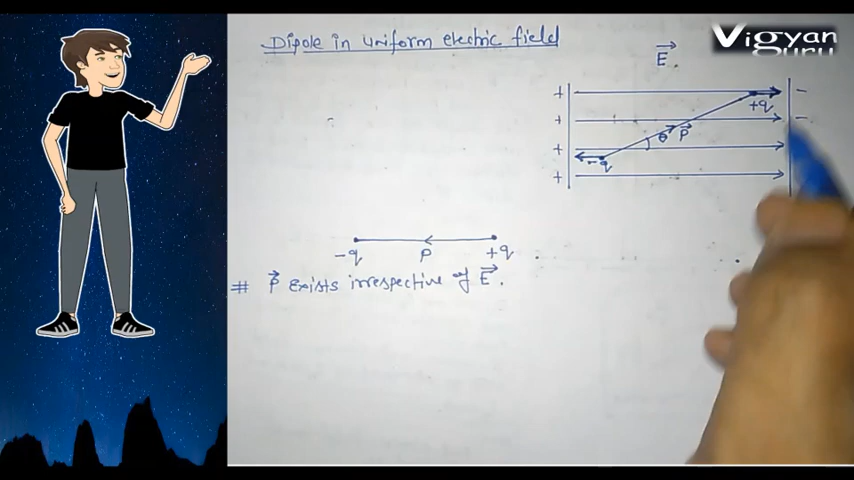 Dipole in uniform electric field
Vigyan
Guru
E.
+ −
+q
+ −
θ P
+
−q
+
−q P +q
# P exists irrespective of E.